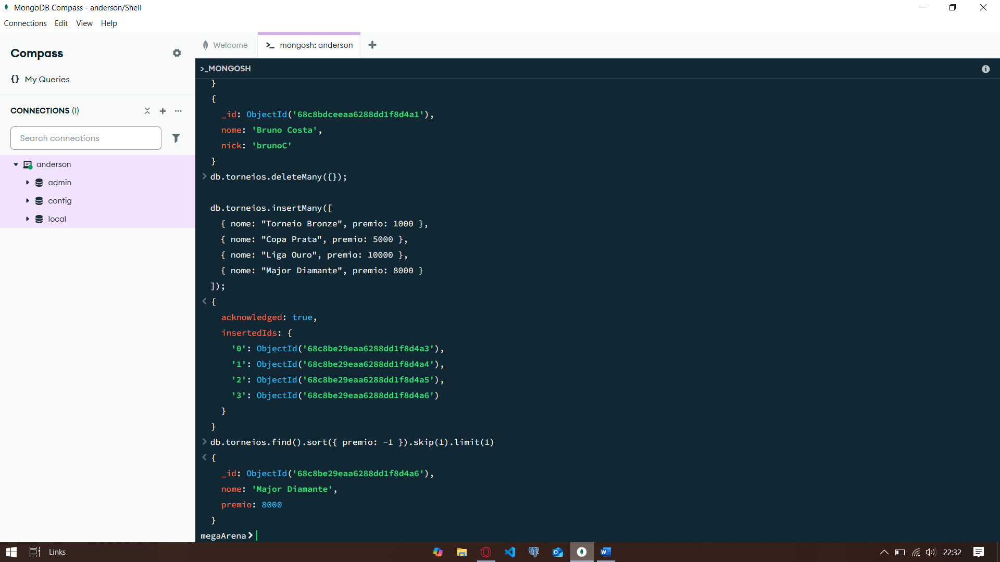 MongoDB Compass - anderson/Shell
Connections Edit View Help
Compass
{} My Queries
CONNECTIONS (1)
Search connections
anderson
admin
config
local
Welcome
>_ mongosh: anderson
>_MONGOSH
}
{
_id: ObjectId('68c8bdceeaa6288dd1f8d4a1'),
nome: 'Bruno Costa',
nick: 'brunoC'
}
> db.torneios.deleteMany({});
db.torneios.insertMany([
{ nome: "Torneio Bronze", premio: 1000 },
{ nome: "Copa Prata", premio: 5000 },
{ nome: "Liga Ouro", premio: 10000 },
{ nome: "Major Diamante", premio: 8000 }
]);
< {
acknowledged: true,
insertedIds: {
'0': ObjectId('68c8be29eaa6288dd1f8d4a3'),
'1': ObjectId('68c8be29eaa6288dd1f8d4a4'),
'2': ObjectId('68c8be29eaa6288dd1f8d4a5'),
'3': ObjectId('68c8be29eaa6288dd1f8d4a6')
}
}
> db.torneios.find().sort({ premio: -1 }).skip(1).limit(1)
< {
_id: ObjectId('68c8be29eaa6288dd1f8d4a6'),
nome: 'Major Diamante',
premio: 8000
}
megaArena>
Links
22:32